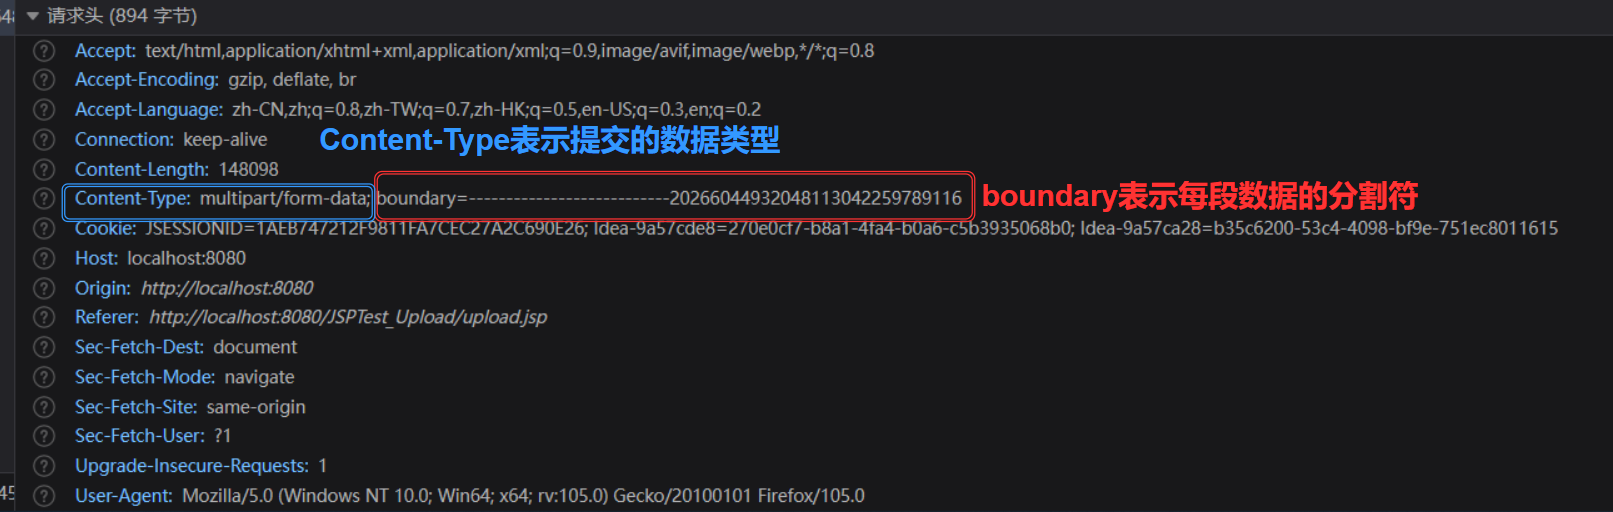 请求头 (894 字节)
Accept: text/html,application/xhtml+xml,application/xml;q=0.9,image/avif,image/webp,*/*;q=0.8
Accept-Encoding: gzip, deflate, br
Accept-Language: zh-CN,zh;q=0.8,zh-TW;q=0.7,zh-HK;q=0.5,en-US;q=0.3,en;q=0.2
Connection: keep-alive
Content-Type表示提交的数据类型
Content-Length: 148098
Content-Type: multipart/form-data; boundary=---------------------------20266044932048113042259789116
boundary表示每段数据的分割符
Cookie: JSESSIONID=1AEB747212F9811FA7CEC27A2C690E26; Idea-9a57cde8=270e0cf7-b8a1-4fa4-b0a6-c5b3935068b0; Idea-9a57ca28=b35c6200-53c4-4098-bf9e-751ec8011615
Host: localhost:8080
Origin: http://localhost:8080
Referer: http://localhost:8080/JSPTest_Upload/upload.jsp
Sec-Fetch-Dest: document
Sec-Fetch-Mode: navigate
Sec-Fetch-Site: same-origin
Sec-Fetch-User: ?1
Upgrade-Insecure-Requests: 1
45
User-Agent: Mozilla/5.0 (Windows NT 10.0; Win64; x64; rv:105.0) Gecko/20100101 Firefox/105.0